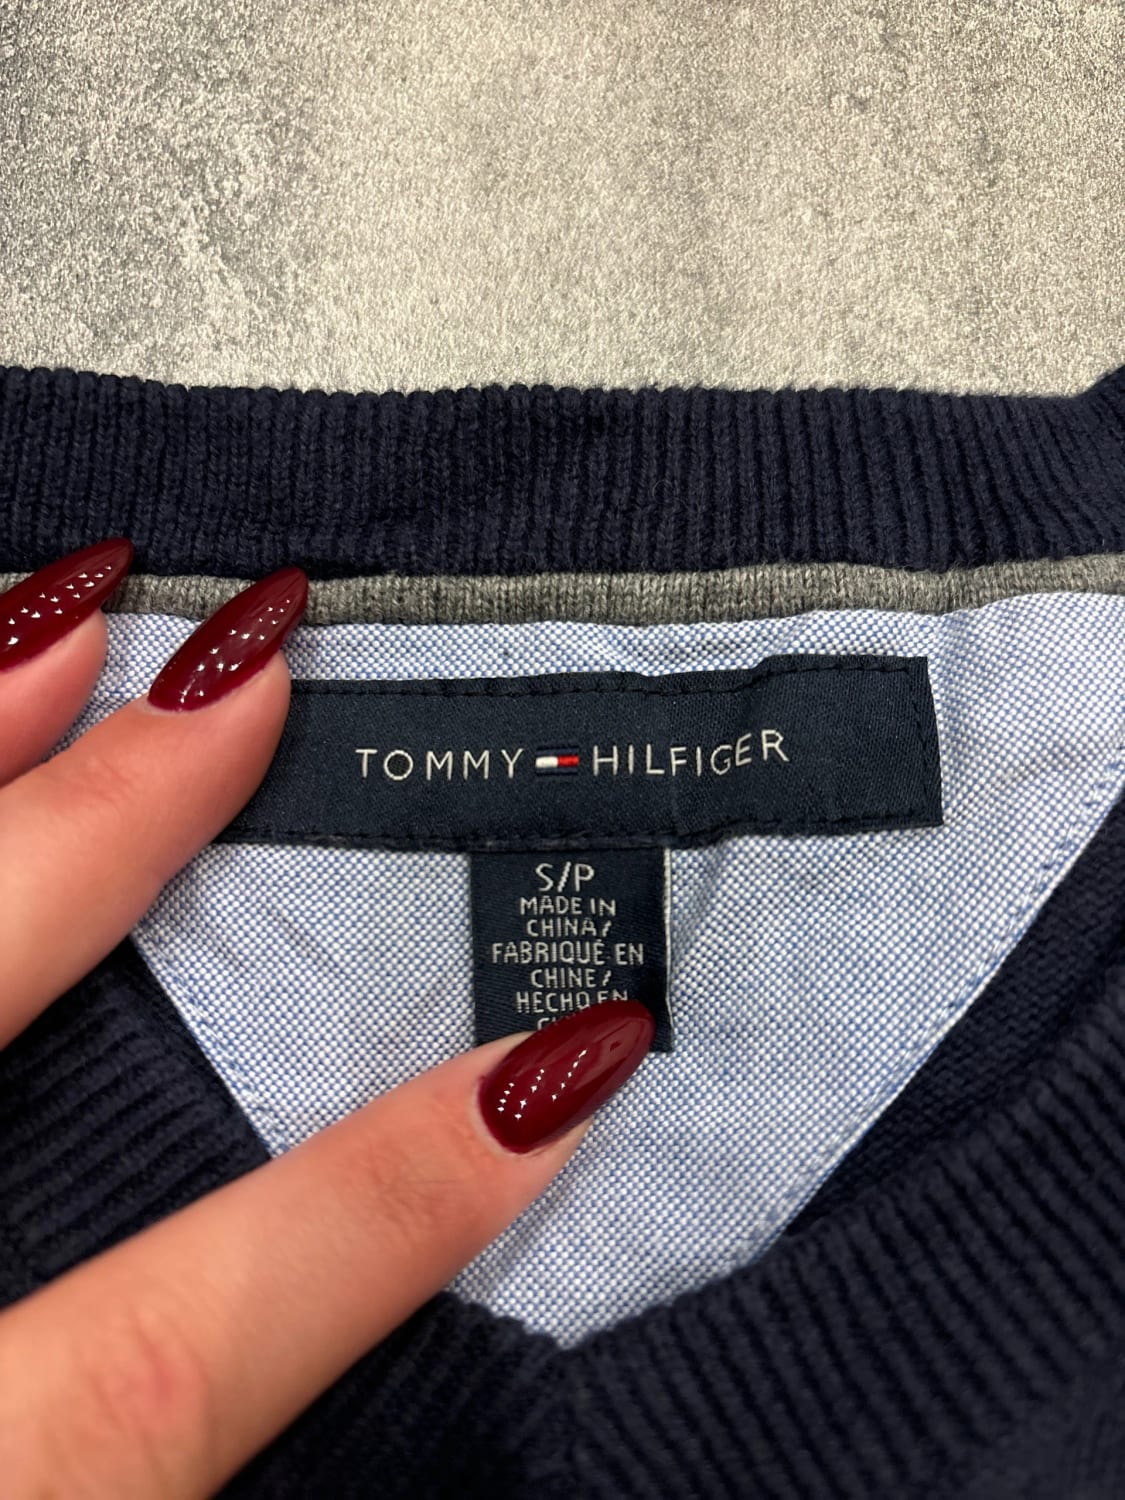 TOMMY HILFIGER
S/P
MADE IN
CHINA/
FABRIQUÉ EN
CHINE/
HECHO EN